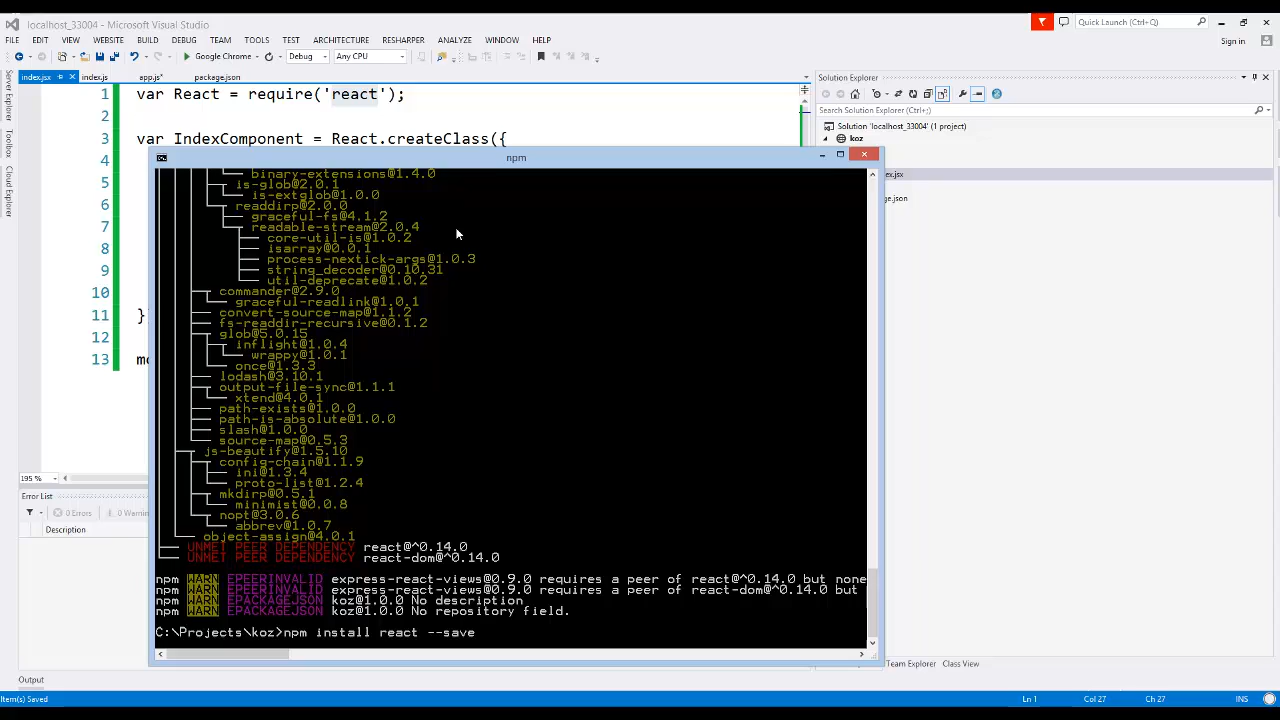 localhost_33004 - Microsoft Visual Studio
Quick Launch (Ctrl+;)
FILE EDIT VIEW WEBSITE BUILD DEBUG TEAM TOOLS TEST ARCHITECTURE RESHARPER ANALYZE WINDOW HELP
Sign in
Google Chrome Debug Any CPU
index.jsx index.js app.js* package.json
Solution Explorer
Server Explorer
Toolbox
Cloud Explorer
1 var React = require('react');
2
3 var IndexComponent = React.createClass({
4
5
6
7
8
9
10
11 }
12
13 mo
Search Solution Explorer (Ctrl+;)
Solution 'localhost_33004' (1 project)
koz
ex.jsx
ge.json
npm
binary-extensions@1.4.0
is-glob@2.0.1
is-extglob@1.0.0
readdirp@2.0.0
graceful-fs@4.1.2
readable-stream@2.0.4
core-util-is@1.0.2
isarray@0.0.1
process-nextick-args@1.0.3
string_decoder@0.10.31
util-deprecate@1.0.2
commander@2.9.0
graceful-readlink@1.0.1
convert-source-map@1.1.2
fs-readdir-recursive@0.1.2
glob@5.0.15
inflight@1.0.4
wrappy@1.0.1
once@1.3.3
lodash@3.10.1
output-file-sync@1.1.1
xtend@4.0.1
path-exists@1.0.0
path-is-absolute@1.0.0
slash@1.0.0
source-map@0.5.3
js-beautify@1.5.10
config-chain@1.1.9
ini@1.3.4
proto-list@1.2.4
mkdirp@0.5.1
minimist@0.0.8
nopt@3.0.6
abbrev@1.0.7
object-assign@4.0.1
UNMET PEER DEPENDENCY react@^0.14.0
UNMET PEER DEPENDENCY react-dom@^0.14.0
npm WARN EPEERINVALID express-react-views@0.9.0 requires a peer of react@^0.14.0 but none
npm WARN EPEERINVALID express-react-views@0.9.0 requires a peer of react-dom@^0.14.0 but
npm WARN EPACKAGEJSON koz@1.0.0 No description
npm WARN EPACKAGEJSON koz@1.0.0 No repository field.
C:\Projects\koz>npm install react --save
195 %
Error List
0 Errors 0 Warnin
Description
Team Explorer Class View
Output
Item(s) Saved
Ln 1 Col 27 Ch 27 INS